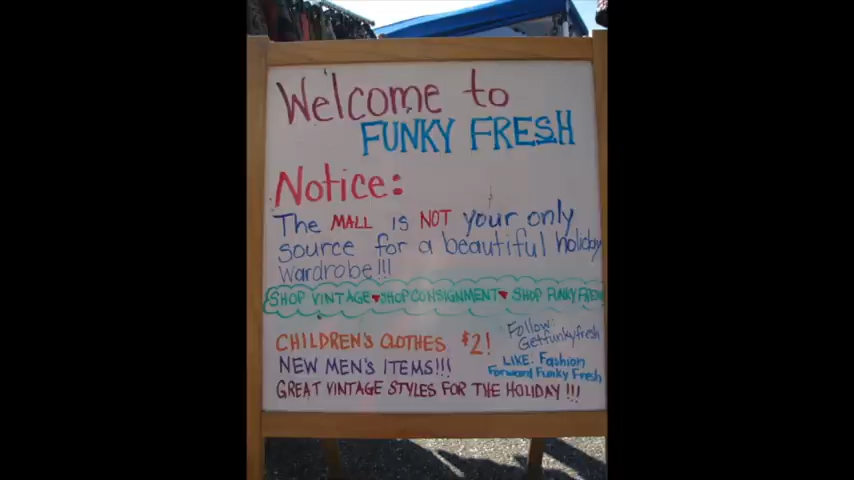 Welcome to
FUNKY FRESH
Notice:
The MALL is NOT your only
source for a beautiful holiday
wardrobe!!!
SHOP VINTAGE♥SHOP CONSIGNMENT♥ SHOP FUNKY FRESH
CHILDREN'S CLOTHES $2!
NEW MEN'S ITEMS!!!
GREAT VINTAGE STYLES FOR THE HOLIDAY!!!
Follow:
Getfunkyfresh
LIKE: Fashion
Forward Funky Fresh